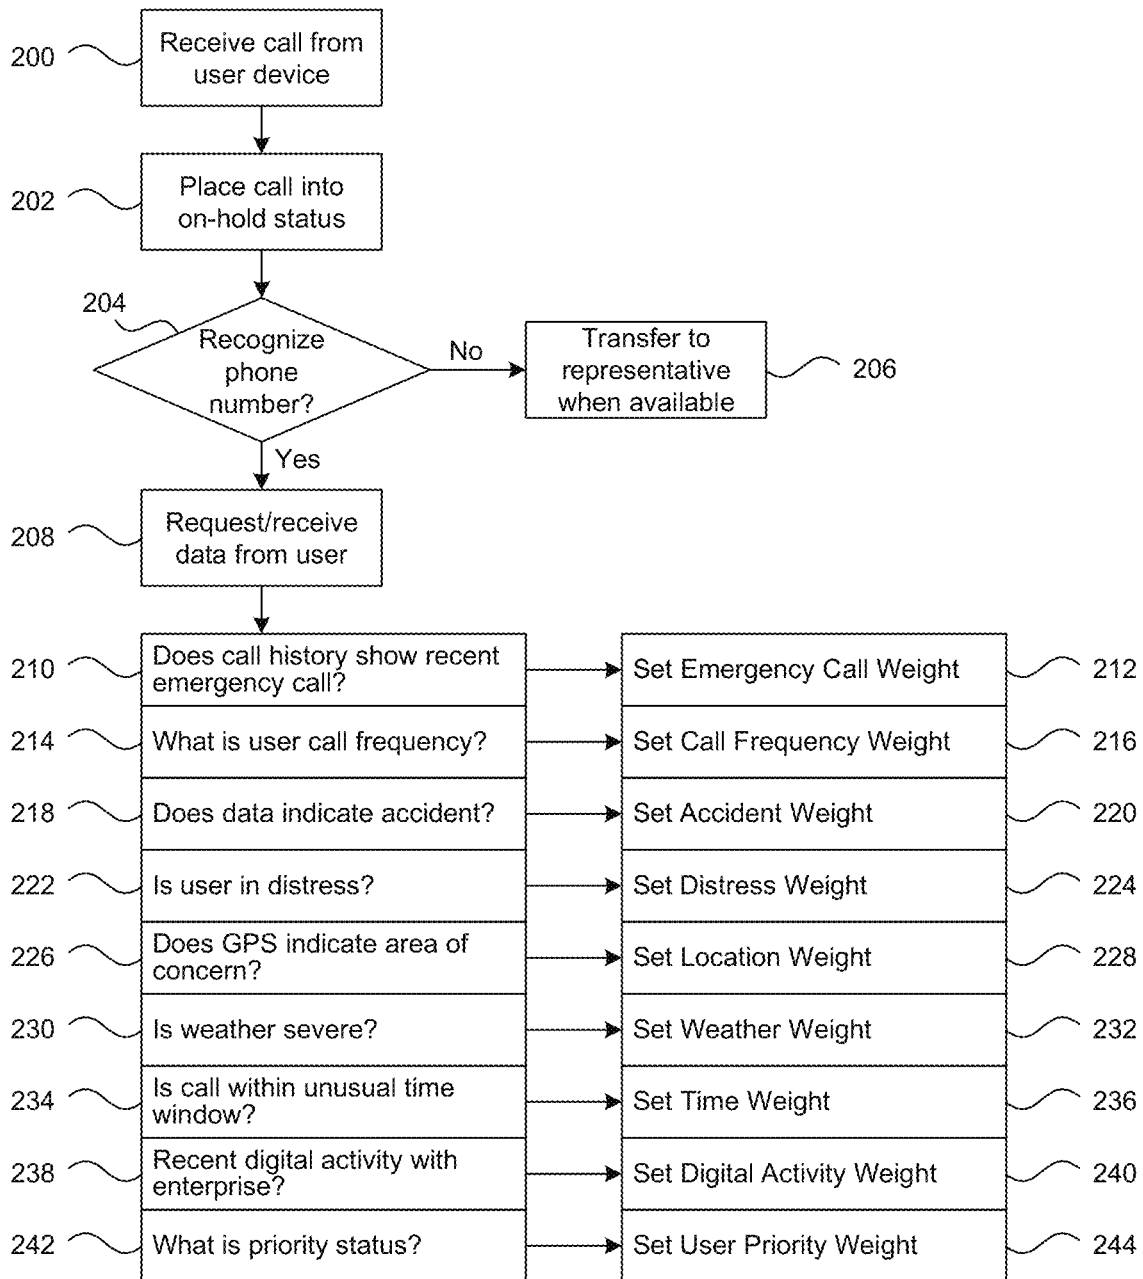 200
Receive call from
user device
202
Place call into
on-hold status
204
Recognize
phone
number?
No
Transfer to
representative
when available
206
Yes
208
Request/receive
data from user
210
Does call history show recent
emergency call?
Set Emergency Call Weight
212
214
What is user call frequency?
Set Call Frequency Weight
216
218
Does data indicate accident?
Set Accident Weight
220
222
Is user in distress?
Set Distress Weight
224
226
Does GPS indicate area of
concern?
Set Location Weight
228
230
Is weather severe?
Set Weather Weight
232
234
Is call within unusual time
window?
Set Time Weight
236
238
Recent digital activity with
enterprise?
Set Digital Activity Weight
240
242
What is priority status?
Set User Priority Weight
244